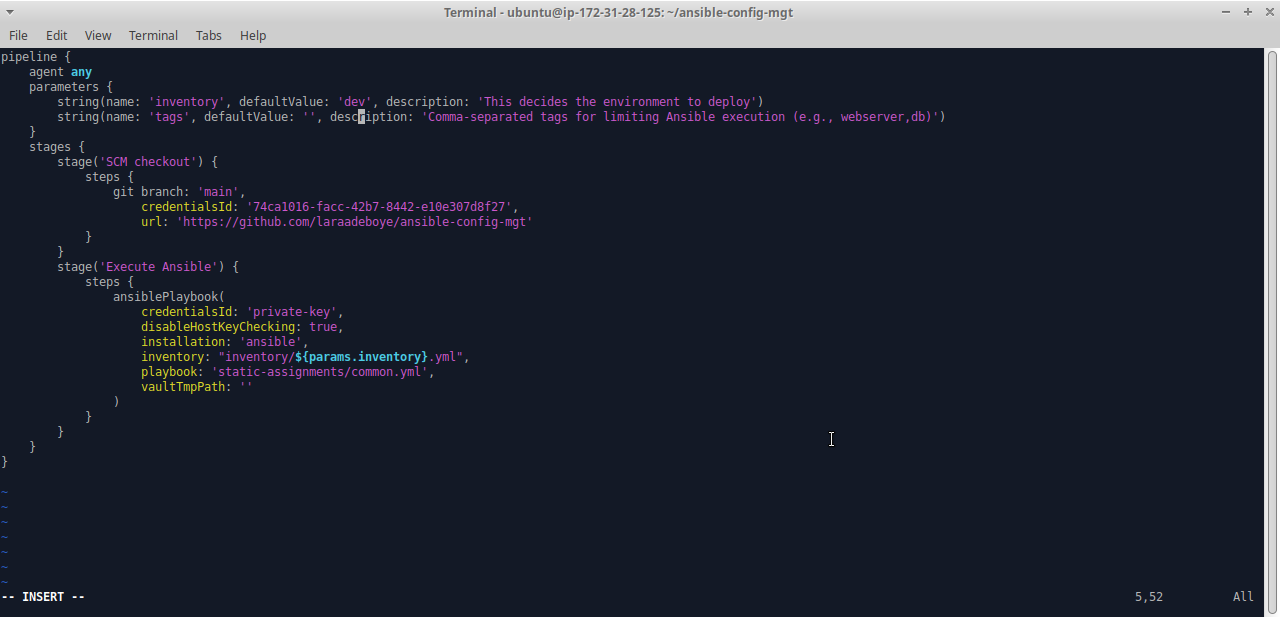 Terminal - ubuntu@ip-172-31-28-125: ~/ansible-config-mgt
File Edit View Terminal Tabs Help
pipeline {
    agent any
    parameters {
        string(name: 'inventory', defaultValue: 'dev', description: 'This decides the environment to deploy')
        string(name: 'tags', defaultValue: '', description: 'Comma-separated tags for limiting Ansible execution (e.g., webserver,db)')
    }
    stages {
        stage('SCM checkout') {
            steps {
                git branch: 'main',
                    credentialsId: '74ca1016-facc-42b7-8442-e10e307d8f27',
                    url: 'https://github.com/laraadeboye/ansible-config-mgt'
            }
        }
        stage('Execute Ansible') {
            steps {
                ansiblePlaybook(
                    credentialsId: 'private-key',
                    disableHostKeyChecking: true,
                    installation: 'ansible',
                    inventory: "inventory/${params.inventory}.yml",
                    playbook: 'static-assignments/common.yml',
                    vaultTmpPath: ''
                )
            }
        }
    }
}
~
~
~
~
~
~
~
-- INSERT -- 5,52 All